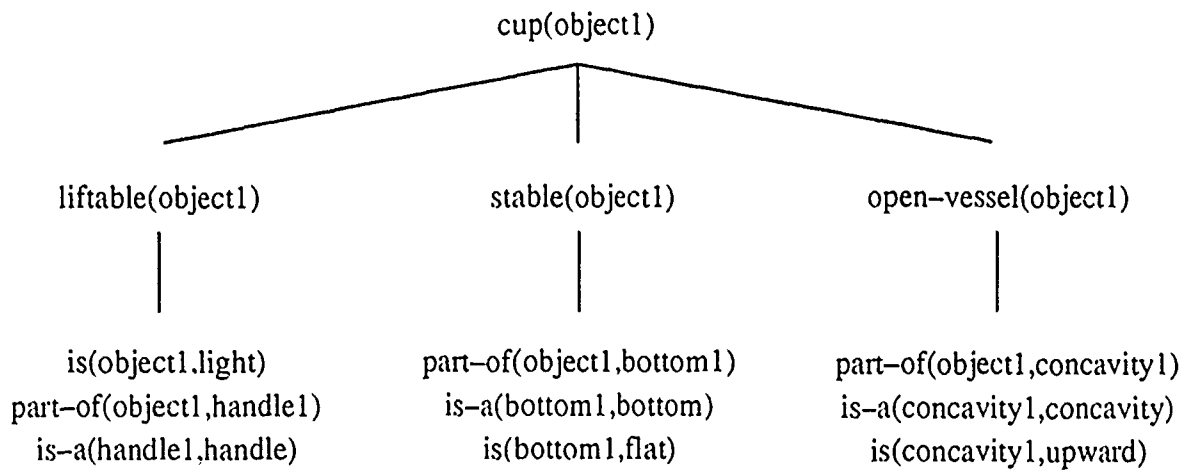 cup(object1)
liftable(object1)
stable(object1)
open–vessel(object1)
is(object1,light)
part–of(object1,handle1)
is–a(handle1,handle)
part–of(object1,bottom1)
is–a(bottom1,bottom)
is(bottom1,flat)
part–of(object1,concavity1)
is–a(concavity1,concavity)
is(concavity1,upward)